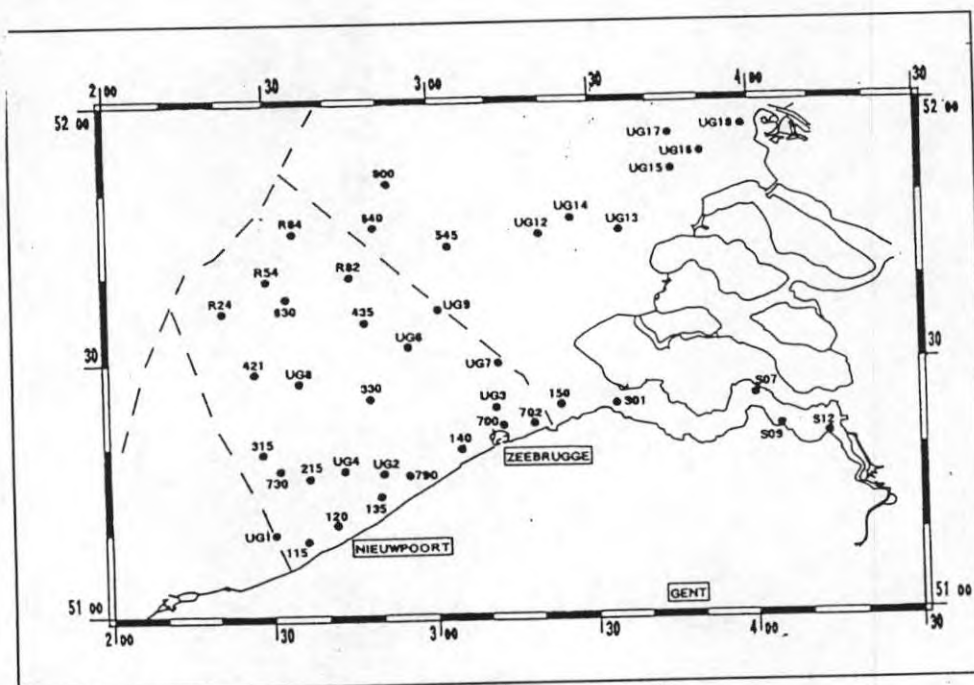 2 00
30
3 00
30
4 00
30
52 00
52 00
UG17
UG18
UG16
UG15
900
UG14
UG12
UG13
R64
640
545
R54
R82
R24
630
435
UG9
UG6
30
30
UG7
421
UG8
330
UG3
150
S01
S07
700
702
S09
S12
140
ZEEBRUGGE
315
730
215
UG4
UG2
790
135
120
UG1
115
NIEUWPOORT
GENT
51 00
51 00
2 00
30
3 00
30
4 00
30